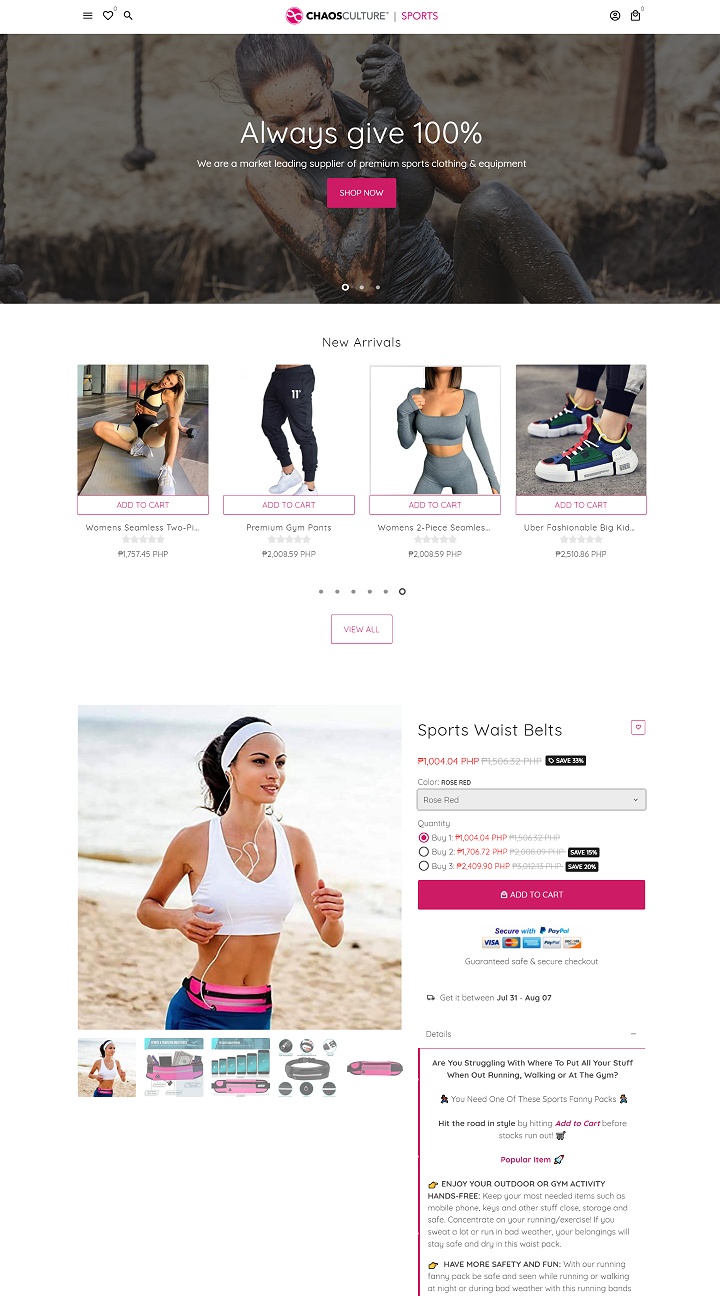 0
CHAOSCULTURE™ | SPORTS
0
Always give 100%
We are a market leading supplier of premium sports clothing & equipment
SHOP NOW
New Arrivals
11°
ADD TO CART
ADD TO CART
ADD TO CART
ADD TO CART
Womens Seamless Two-Pi...
Premium Gym Pants
Womens 2-Piece Seamles...
Uber Fashionable Big Kid...
₱1,757.45 PHP
₱2,008.59 PHP
₱2,008.59 PHP
₱2,510.86 PHP
VIEW ALL
Sports Waist Belts
₱1,004.04 PHP ₱1,506.32 PHP SAVE 33%
Color: ROSE RED
Rose Red
Quantity
Buy 1: ₱1,004.04 PHP ₱1,506.32 PHP
Buy 2: ₱1,706.72 PHP ₱2,008.09 PHP SAVE 15%
Buy 3: ₱2,409.90 PHP ₱3,012.13 PHP SAVE 20%
ADD TO CART
Secure with PayPal
VISA PayPal
Guaranteed safe & secure checkout
Get it between Jul 31 - Aug 07
Details
Are You Struggling With Where To Put All Your Stuff
When Out Running, Walking or At The Gym?
You Need One Of These Sports Fanny Packs
Hit the road in style by hitting Add to Cart before
stocks run out!
Popular Item 🚀
👉 ENJOY YOUR OUTDOOR OR GYM ACTIVITY
HANDS-FREE: Keep your most needed items such as
mobile phone, keys and other stuff close, storage and
safe. Concentrate on your running/exercise! If you
sweat a lot or run in bad weather, your belongings will
stay safe and dry in this waist pack.
👉 HAVE MORE SAFETY AND FUN: With our running
fanny pack be safe and seen while running or walking
at night or during bad weather with this running bands